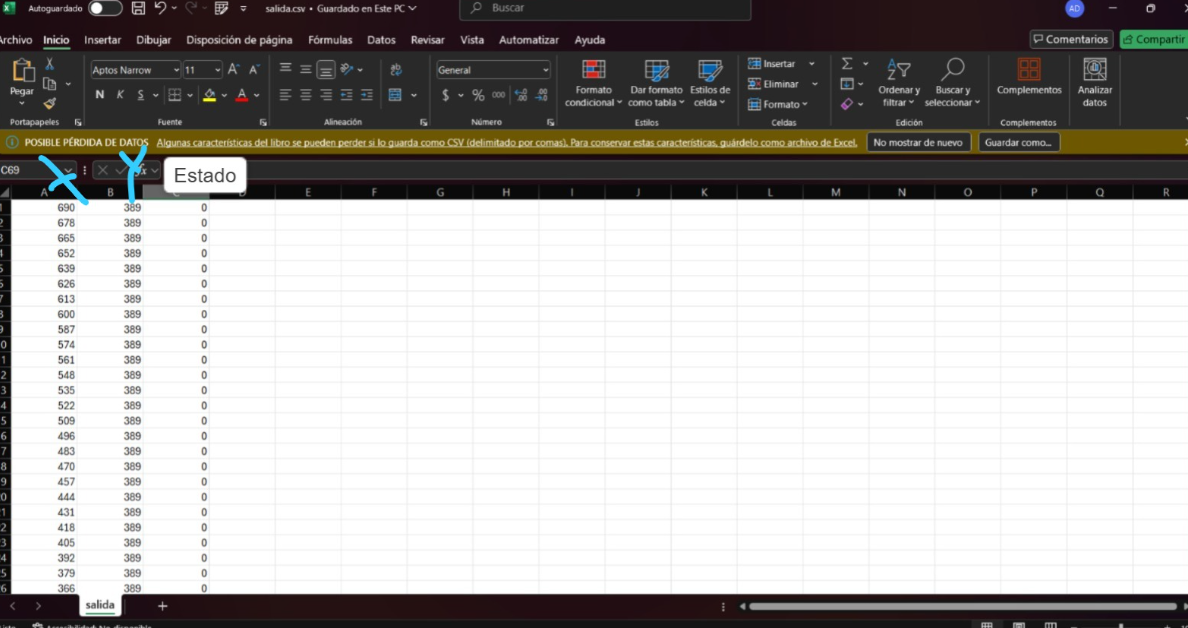 Autoguardado salida.csv • Guardado en Este PC Buscar AD
Archivo Inicio Insertar Dibujar Disposición de página Fórmulas Datos Revisar Vista Automatizar Ayuda Comentarios Compartir
Pegar Aptos Narrow 11 A A General Insertar Eliminar Formato
N K S A $ % 000
Formato condicional Dar formato como tabla Estilos de celda Ordenar y filtrar Buscar y seleccionar Complementos Analizar datos
Portapapeles Fuente Alineación Número Estilos Celdas Edición Complementos
POSIBLE PÉRDIDA DE DATOS Algunas características del libro se pueden perder si lo guarda como CSV (delimitado por comas). Para conservar estas características, guárdelo como archivo de Excel. No mostrar de nuevo Guardar como...
C69 X Y fx Estado
A B C D E F G H I J K L M N O P Q R
690 389 0
678 389 0
665 389 0
652 389 0
639 389 0
626 389 0
613 389 0
600 389 0
587 389 0
574 389 0
561 389 0
548 389 0
535 389 0
522 389 0
509 389 0
496 389 0
483 389 0
470 389 0
457 389 0
444 389 0
431 389 0
418 389 0
405 389 0
392 389 0
379 389 0
366 389 0
salida
Accesibilidad: No disponible